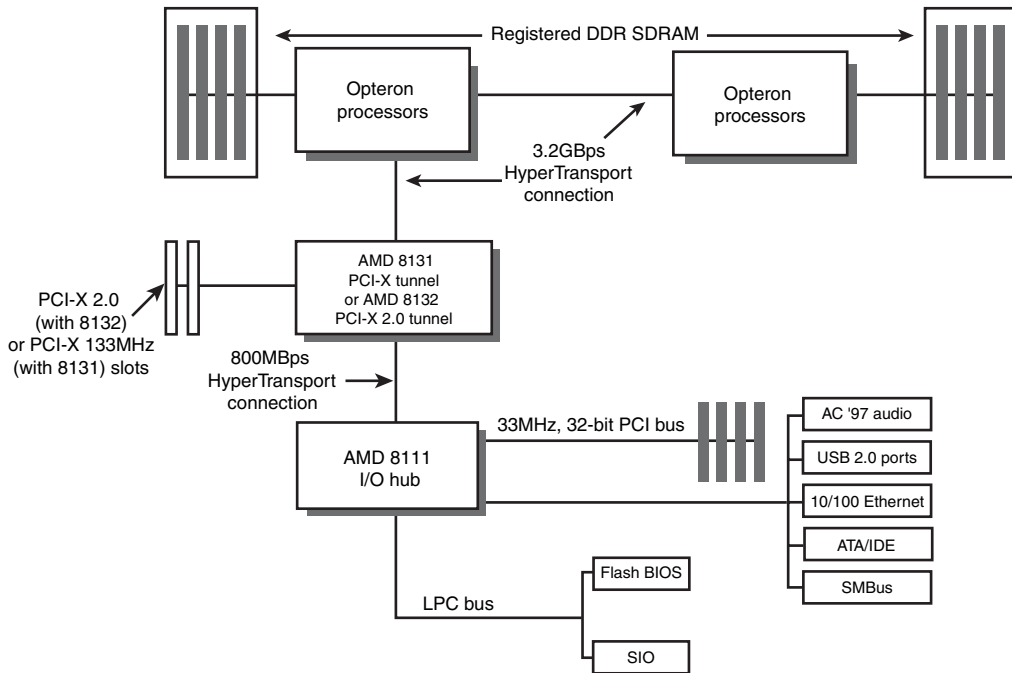 Registered DDR SDRAM
Opteron
processors
Opteron
processors
3.2GBps
HyperTransport
connection
AMD 8131
PCI-X tunnel
or AMD 8132
PCI-X 2.0 tunnel
PCI-X 2.0
(with 8132)
or PCI-X 133MHz
(with 8131) slots
800MBps
HyperTransport
connection
33MHz, 32-bit PCI bus
AMD 8111
I/O hub
AC '97 audio
USB 2.0 ports
10/100 Ethernet
ATA/IDE
SMBus
LPC bus
Flash BIOS
SIO